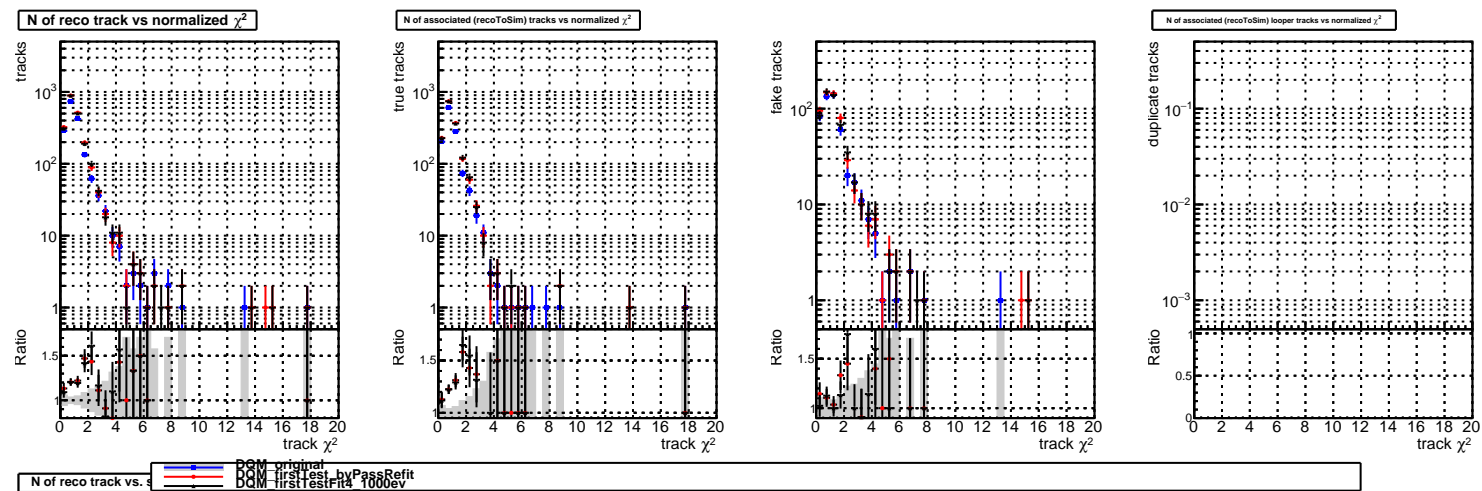 N of reco track vs normalized χ²
N of associated (recoToSim) tracks vs normalized χ²
N of associated (recoToSim) looper tracks vs normalized χ²
tracks
10³
10²
10
1
Ratio
1.5
1
0 2 4 6 8 10 12 14 16 18 20
track χ²
true tracks
10³
10²
10
1
Ratio
1.5
1
0 2 4 6 8 10 12 14 16 18 20
track χ²
fake tracks
10²
10
1
Ratio
1.5
1
0 2 4 6 8 10 12 14 16 18 20
track χ²
duplicate tracks
10⁻¹
10⁻²
10⁻³
Ratio
1
0.5
0
0 2 4 6 8 10 12 14 16 18 20
track χ²
N of reco track vs. s
DQM_original
DQM_firstTest_byPassRefit
DQM_firstTestFit4_1000ev